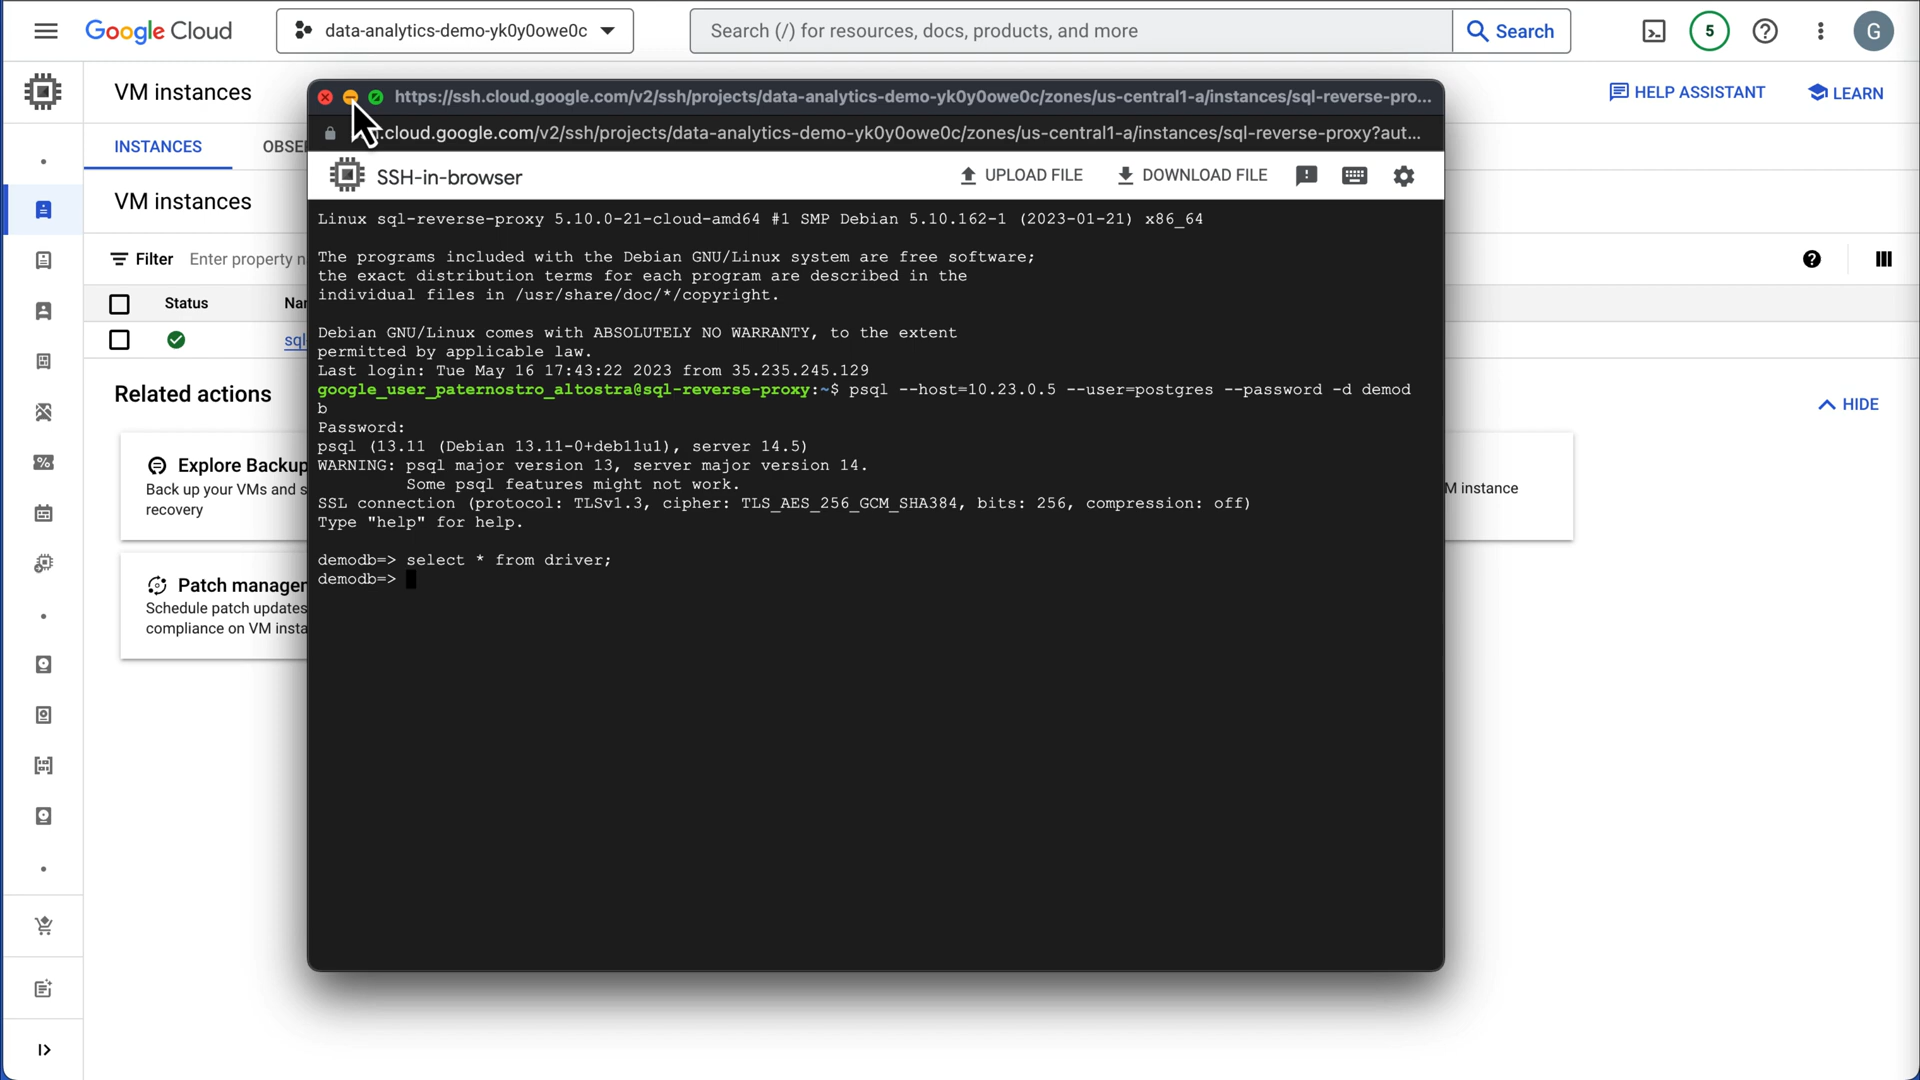 Google Cloud
data-analytics-demo-yk0y0owe0c
Search (/) for resources, docs, products, and more
Search
5
G
VM instances
HELP ASSISTANT
LEARN
https://ssh.cloud.google.com/v2/ssh/projects/data-analytics-demo-yk0y0owe0c/zones/us-central1-a/instances/sql-reverse-pro...
.cloud.google.com/v2/ssh/projects/data-analytics-demo-yk0y0owe0c/zones/us-central1-a/instances/sql-reverse-proxy?aut...
INSTANCES
OBSE
SSH-in-browser
UPLOAD FILE
DOWNLOAD FILE
VM instances
Filter
Enter property n
Status
Nar
sql
Related actions
HIDE
Explore Backup
Back up your VMs and s
recovery
M instance
Patch manager
Schedule patch updates
compliance on VM insta
Linux sql-reverse-proxy 5.10.0-21-cloud-amd64 #1 SMP Debian 5.10.162-1 (2023-01-21) x86_64
The programs included with the Debian GNU/Linux system are free software;
the exact distribution terms for each program are described in the
individual files in /usr/share/doc/*/copyright.
Debian GNU/Linux comes with ABSOLUTELY NO WARRANTY, to the extent
permitted by applicable law.
Last login: Tue May 16 17:43:22 2023 from 35.235.245.129
google_user_paternostro_altostra@sql-reverse-proxy:~$ psql --host=10.23.0.5 --user=postgres --password -d demod
b
Password:
psql (13.11 (Debian 13.11-0+deb11u1), server 14.5)
WARNING: psql major version 13, server major version 14.
Some psql features might not work.
SSL connection (protocol: TLSv1.3, cipher: TLS_AES_256_GCM_SHA384, bits: 256, compression: off)
Type "help" for help.
demodb=> select * from driver;
demodb=>